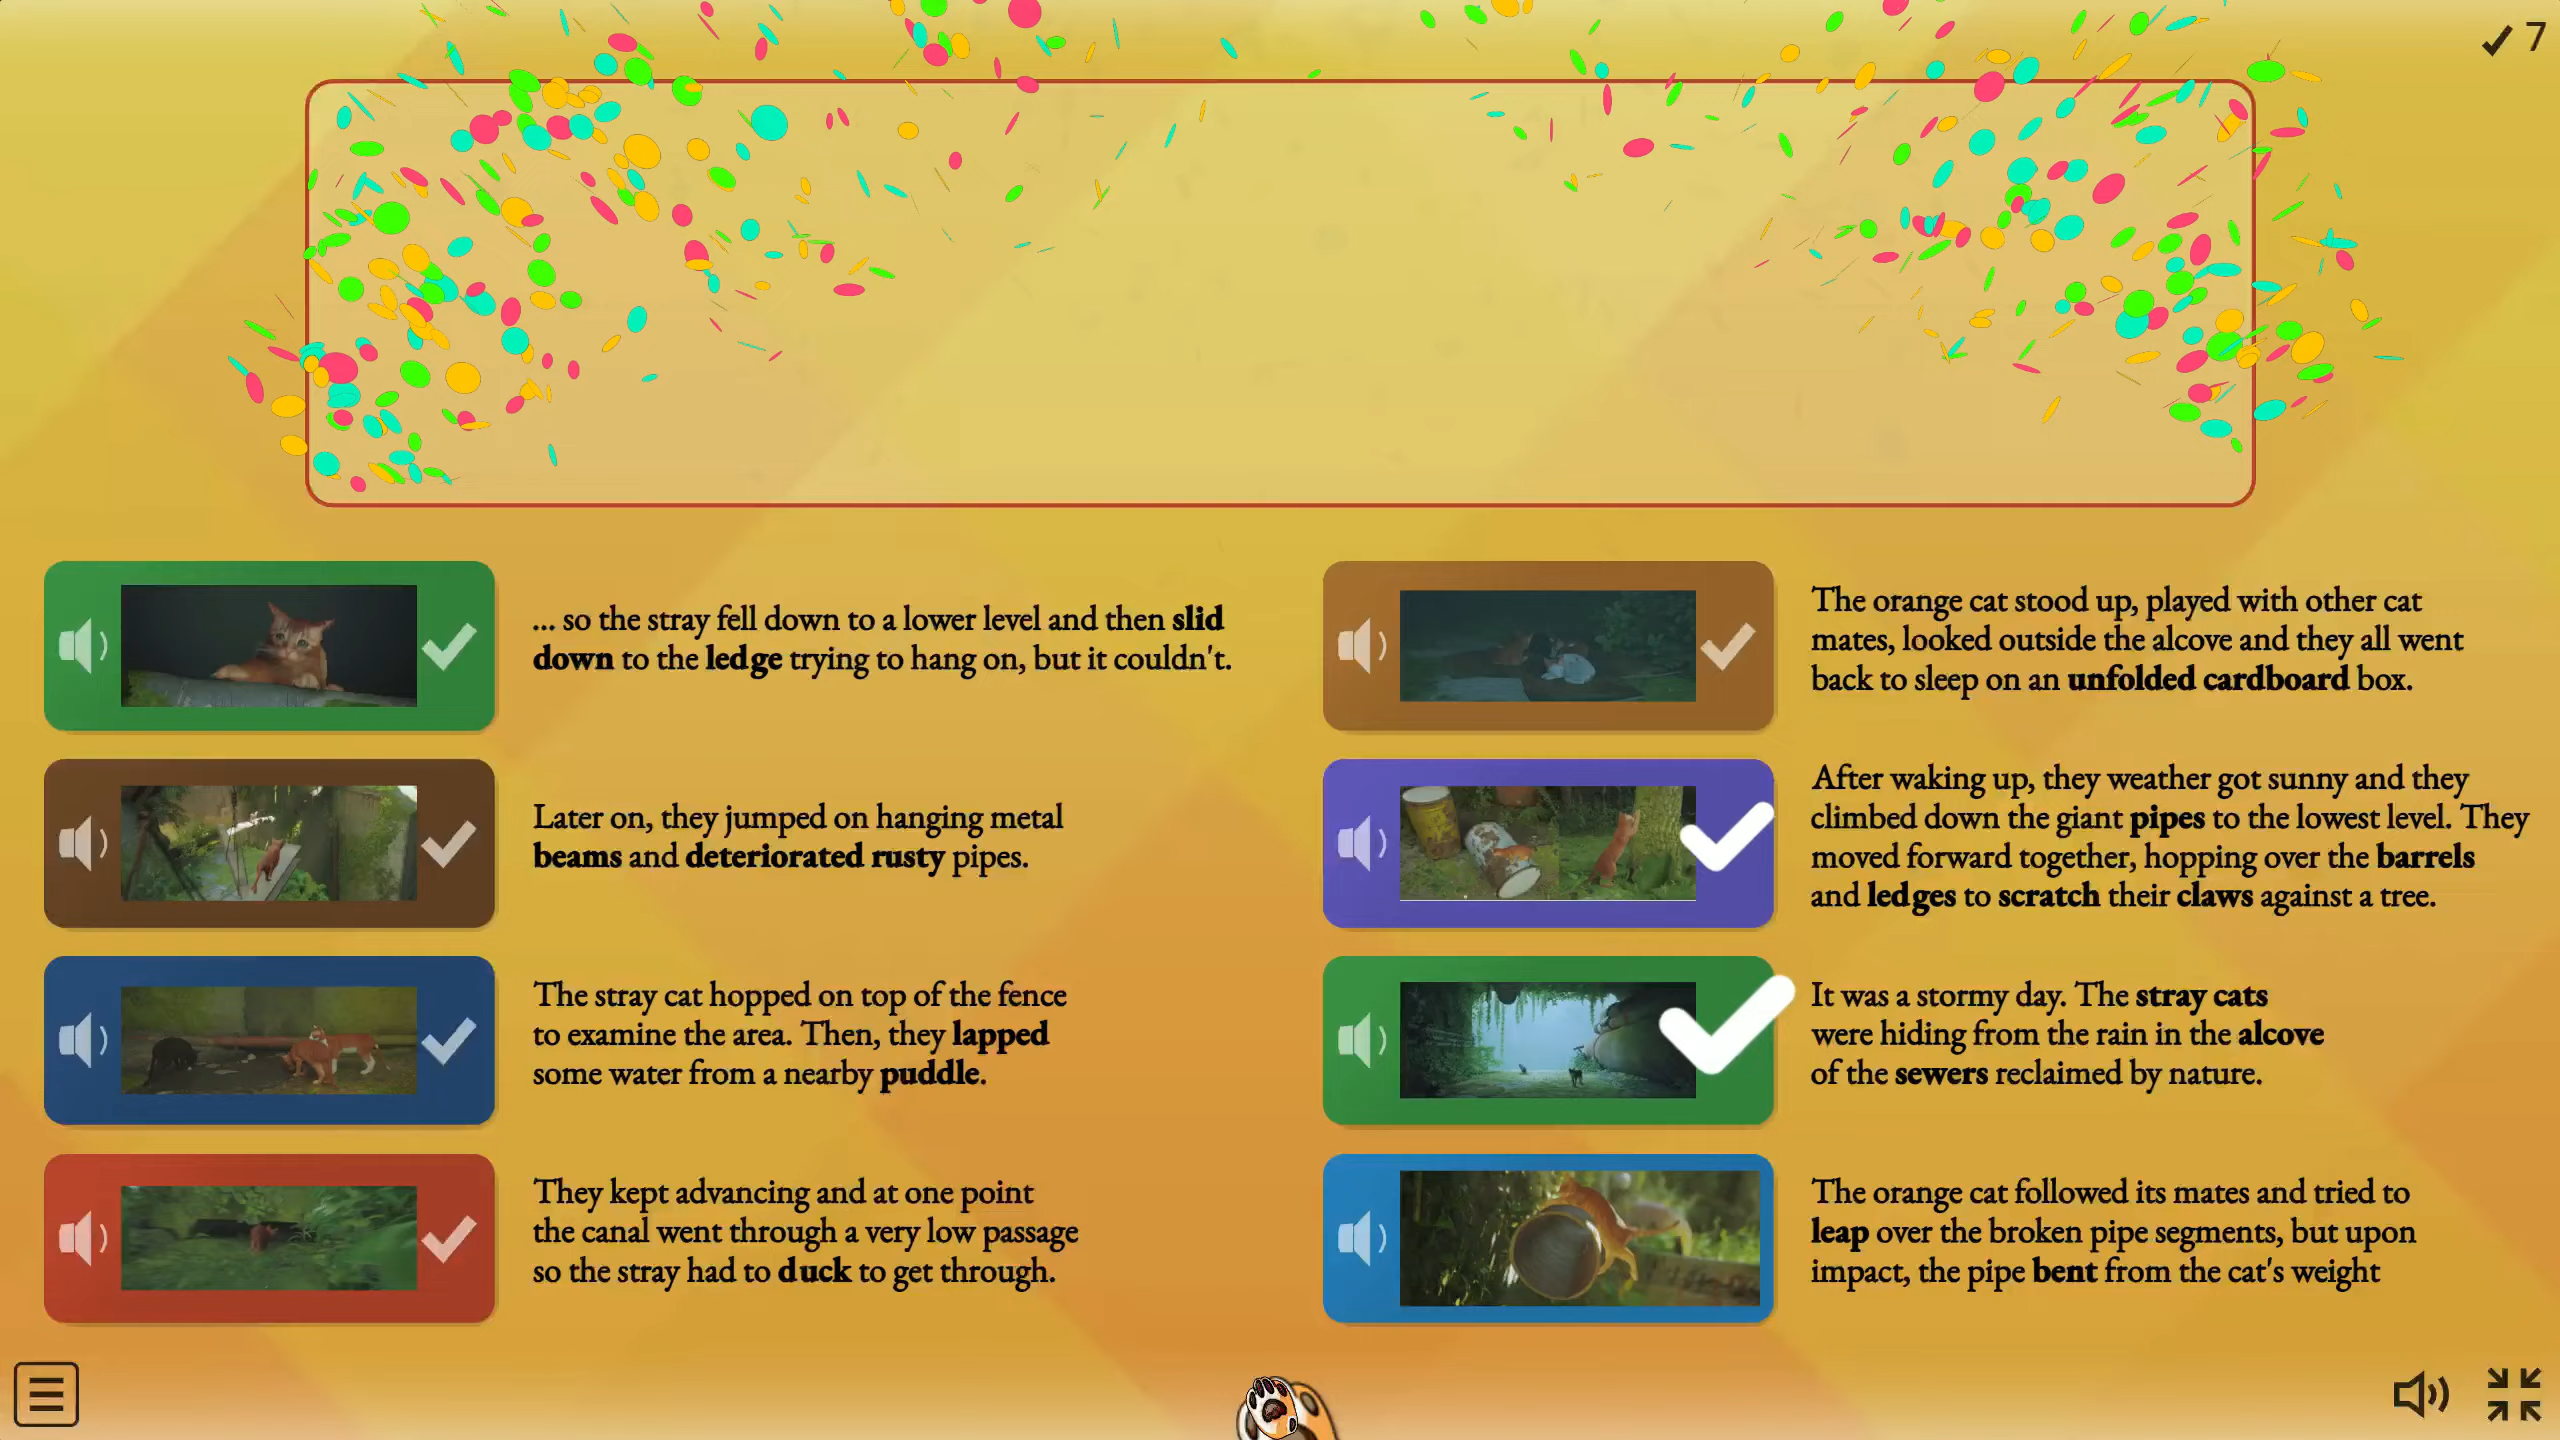 7
... so the stray fell down to a lower level and then slid
down to the ledge trying to hang on, but it couldn't.
Later on, they jumped on hanging metal
beams and deteriorated rusty pipes.
The stray cat hopped on top of the fence
to examine the area. Then, they lapped
some water from a nearby puddle.
They kept advancing and at one point
the canal went through a very low passage
so the stray had to duck to get through.
The orange cat stood up, played with other cat
mates, looked outside the alcove and they all went
back to sleep on an unfolded cardboard box.
After waking up, they weather got sunny and they
climbed down the giant pipes to the lowest level. They
moved forward together, hopping over the barrels
and ledges to scratch their claws against a tree.
It was a stormy day. The stray cats
were hiding from the rain in the alcove
of the sewers reclaimed by nature.
The orange cat followed its mates and tried to
leap over the broken pipe segments, but upon
impact, the pipe bent from the cat's weight